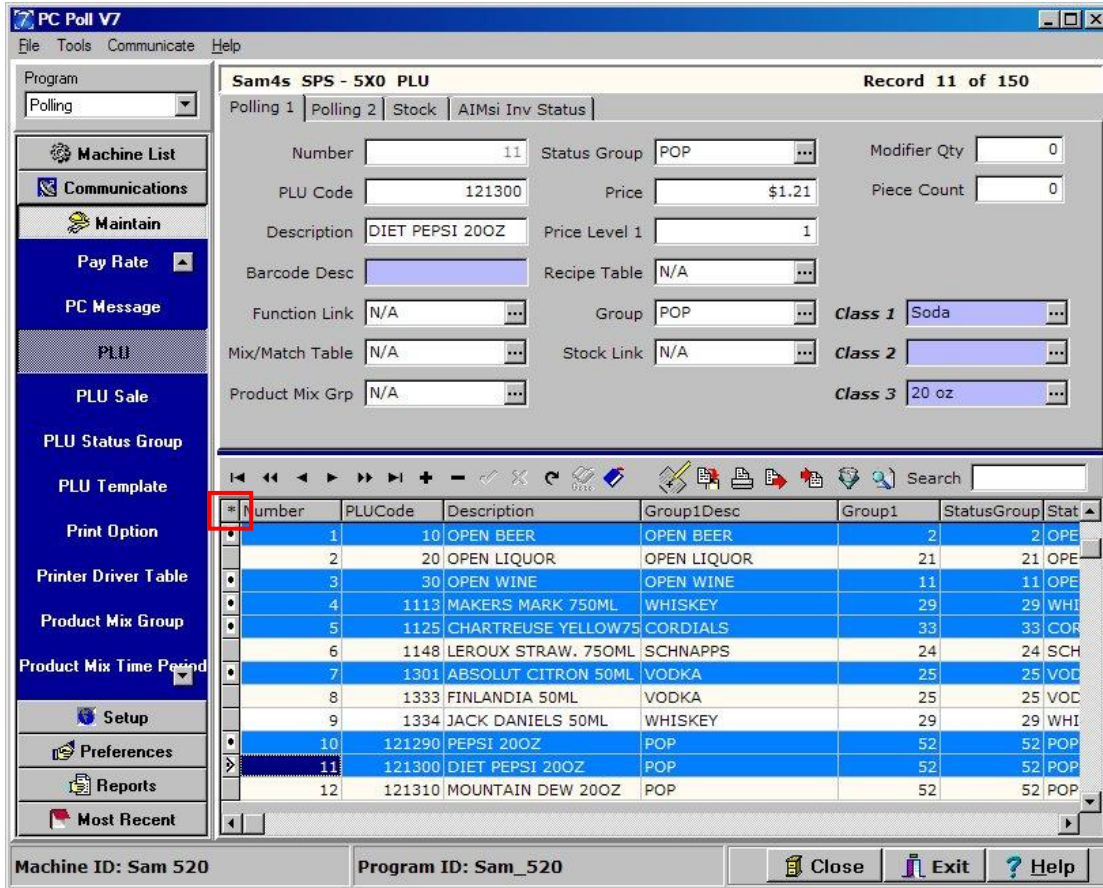 PC Poll V7
File Tools Communicate Help
Program
Polling
Machine List
Communications
Maintain
Pay Rate
PC Message
PLU
PLU Sale
PLU Status Group
PLU Template
Print Option
Printer Driver Table
Product Mix Group
Product Mix Time Period
Setup
Preferences
Reports
Most Recent
Sam4s SPS - 5X0 PLU Record 11 of 150
Polling 1 Polling 2 Stock AIMsi Inv Status
Number 11 Status Group POP Modifier Qty 0
PLU Code 121300 Price $1.21 Piece Count 0
Description DIET PEPSI 20OZ Price Level 1 1
Barcode Desc Recipe Table N/A
Function Link N/A Group POP Class 1 Soda
Mix/Match Table N/A Stock Link N/A Class 2
Product Mix Grp N/A Class 3 20 oz
Search
* Number PLUCode Description Group1Desc Group1 StatusGroup Stat
1 10 OPEN BEER OPEN BEER 2 2 OPE
2 20 OPEN LIQUOR OPEN LIQUOR 21 21 OPE
3 30 OPEN WINE OPEN WINE 11 11 OPE
4 1113 MAKERS MARK 750ML WHISKEY 29 29 WHI
5 1125 CHARTREUSE YELLOW75 CORDIALS 33 33 COR
6 1148 LEROUX STRAW. 750ML SCHNAPPS 24 24 SCH
7 1301 ABSOLUT CITRON 50ML VODKA 25 25 VOD
8 1333 FINLANDIA 50ML VODKA 25 25 VOD
9 1334 JACK DANIELS 50ML WHISKEY 29 29 WHI
10 121290 PEPSI 20OZ POP 52 52 POP
11 121300 DIET PEPSI 20OZ POP 52 52 POP
12 121310 MOUNTAIN DEW 20OZ POP 52 52 POP
Machine ID: Sam 520 Program ID: Sam_520 Close Exit ? Help